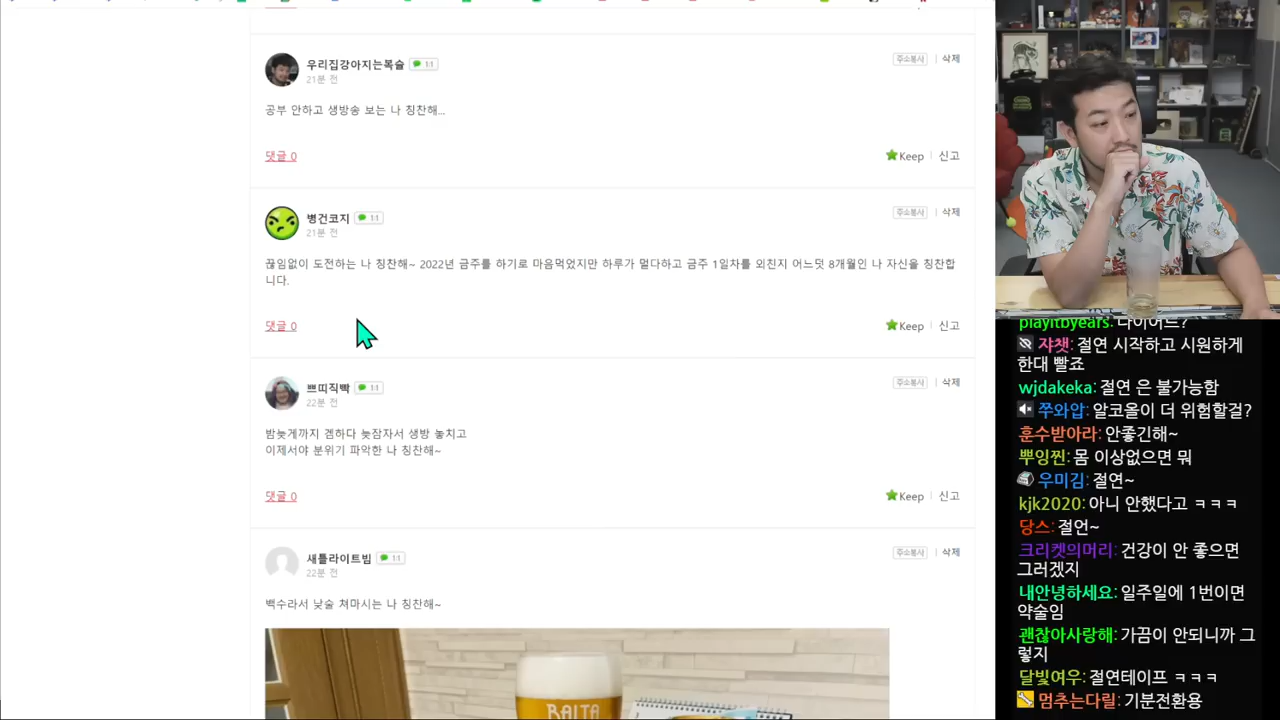 우리집강아지는복슬 1:1
21분 전
주소복사 | 삭제
공부 안하고 생방송 보는 나 칭찬해...
댓글 0
Keep | 신고
병건코지 1:1
21분 전
주소복사 | 삭제
끊임없이 도전하는 나 칭찬해~ 2022년 금주를 하기로 마음먹었지만 하루가 멀다하고 금주 1일차를 외친지 어느덧 8개월인 나 자신을 칭찬합
니다.
댓글 0
Keep | 신고
쁘띠직빡 1:1
22분 전
주소복사 | 삭제
밤늦게까지 겜하다 늦잠자서 생방 놓치고
이제서야 분위기 파악한 나 칭찬해~
댓글 0
Keep | 신고
새틀라이트빔 1:1
22분 전
주소복사 | 삭제
백수라서 낮술 쳐마시는 나 칭찬해~
BALTA
playitbyears: 다이어트?
쟈챗: 절연 시작하고 시원하게
한대 빨죠
wjdakeka: 절연 은 불가능함
쭈와압: 알코올이 더 위험할걸?
훈수받아라: 안좋긴해~
뿌잉찐: 몸 이상없으면 뭐
우미김: 절연~
kjk2020: 아니 안했다고 ㅋㅋㅋ
당스: 절언~
크리켓의머리: 건강이 안 좋으면
그러겠지
내안녕하세요: 일주일에 1번이면
약술임
괜찮아사랑해: 가끔이 안되니까 그
렇지
달빛여우: 절연테이프 ㅋㅋㅋ
멈추는다릴: 기분전환용